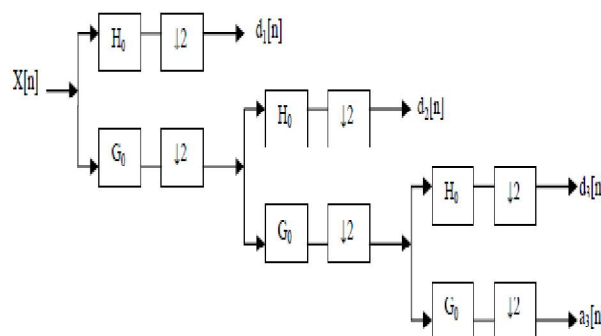 H₀ ↓2 d₁[n]
X[n]
G₀ ↓2 H₀ ↓2 d₂[n]
G₀ ↓2 H₀ ↓2 d₃[n
G₀ ↓2 a₃[n